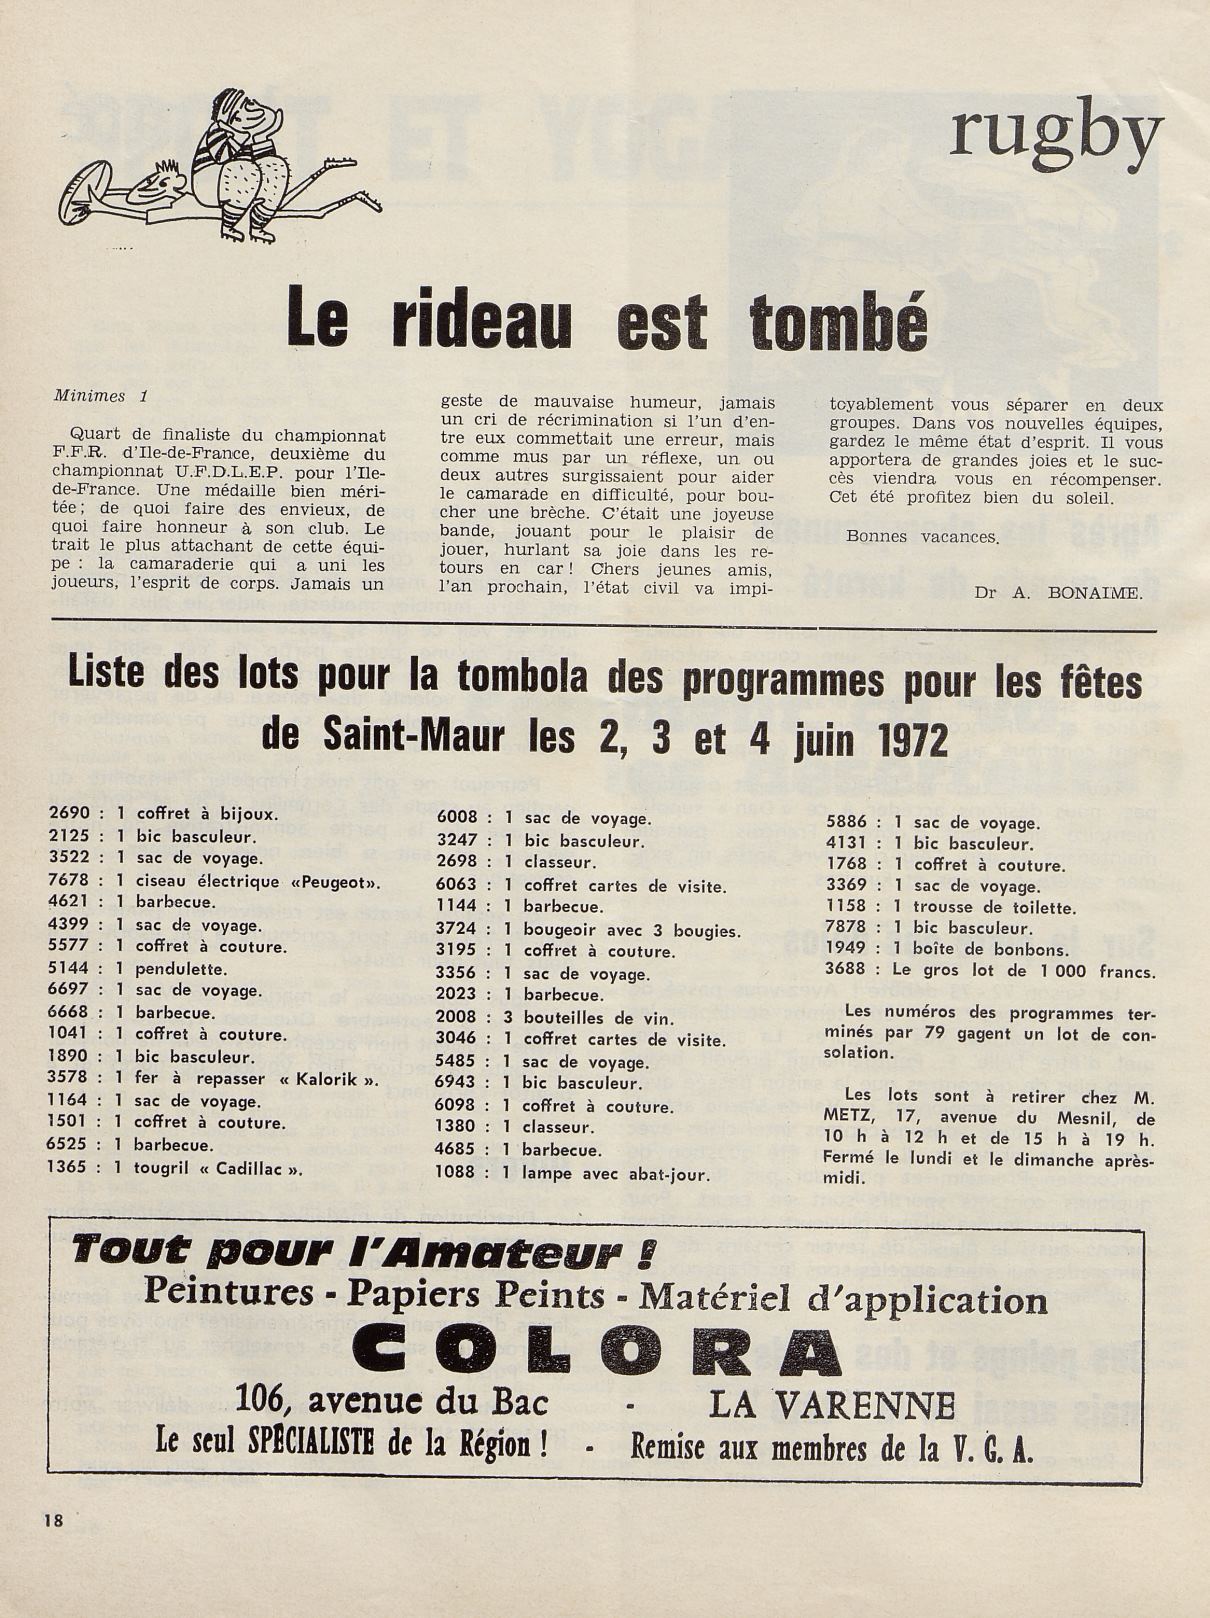 rugby
Le rideau est tombé
Minimes 1
Quart de finaliste du championnat
F.F.R. d'Ile-de-France, deuxième du
championnat U.F.D.L.E.P. pour l'Ile-
de-France. Une médaille bien méri-
tée; de quoi faire des envieux, de
quoi faire honneur à son club. Le
trait le plus attachant de cette équi-
pe : la camaraderie qui a uni les
joueurs, l'esprit de corps. Jamais un
geste de mauvaise humeur, jamais
un cri de récrimination si l'un d'en-
tre eux commettait une erreur, mais
comme mus par un réflexe, un ou
deux autres surgissaient pour aider
le camarade en difficulté, pour bou-
cher une brèche. C'était une joyeuse
bande, jouant pour le plaisir de
jouer, hurlant sa joie dans les re-
tours en car! Chers jeunes amis,
l'an prochain, l'état civil va impi-
toyablement vous séparer en deux
groupes. Dans vos nouvelles équipes,
gardez le même état d'esprit. Il vous
apportera de grandes joies et le suc-
cès viendra vous en récompenser.
Cet été profitez bien du soleil.
Bonnes vacances.
Dr A. BONAIME.
Liste des lots pour la tombola des programmes pour les fêtes
de Saint-Maur les 2, 3 et 4 juin 1972
2690 : 1 coffret à bijoux.
2125 : 1 bic basculeur.
3522 : 1 sac de voyage.
7678 : 1 ciseau électrique «Peugeot».
4621 : 1 barbecue.
4399 : 1 sac de voyage.
5577 : 1 coffret à couture.
5144 : 1 pendulette.
6697 : 1 sac de voyage.
6668 : 1 barbecue.
1041 : 1 coffret à couture.
1890 : 1 bic basculeur.
3578 : 1 fer à repasser « Kalorik ».
1164 : 1 sac de voyage.
1501 : 1 coffret à couture.
6525 : 1 barbecue.
1365 : 1 tougril « Cadillac ».
6008 : 1 sac de voyage.
3247 : 1 bic basculeur.
2698 : 1 classeur.
6063 : 1 coffret cartes de visite.
1144 : 1 barbecue.
3724 : 1 bougeoir avec 3 bougies.
3195 : 1 coffret à couture.
3356 : 1 sac de voyage.
2023 : 1 barbecue.
2008 : 3 bouteilles de vin.
3046 : 1 coffret cartes de visite.
5485 : 1 sac de voyage.
6943 : 1 bic basculeur.
6098 : 1 coffret à couture.
1380 : 1 classeur.
4685 : 1 barbecue.
1088 : 1 lampe avec abat-jour.
5886 : 1 sac de voyage.
4131 : 1 bic basculeur.
1768 : 1 coffret à couture.
3369 : 1 sac de voyage.
1158 : 1 trousse de toilette.
7878 : 1 bic basculeur.
1949 : 1 boîte de bonbons.
3688 : Le gros lot de 1 000 francs.
Les numéros des programmes ter-
minés par 79 gagent un lot de con-
solation.
Les lots sont à retirer chez M.
METZ, 17, avenue du Mesnil, de
10 h à 12 h et de 15 h à 19 h.
Fermé le lundi et le dimanche après-
midi.
Tout pour l'Amateur !
Peintures - Papiers Peints - Matériel d'application
COLORA
106, avenue du Bac - LA VARENNE
Le seul SPÉCIALISTE de la Région ! - Remise aux membres de la V. G. A.
18